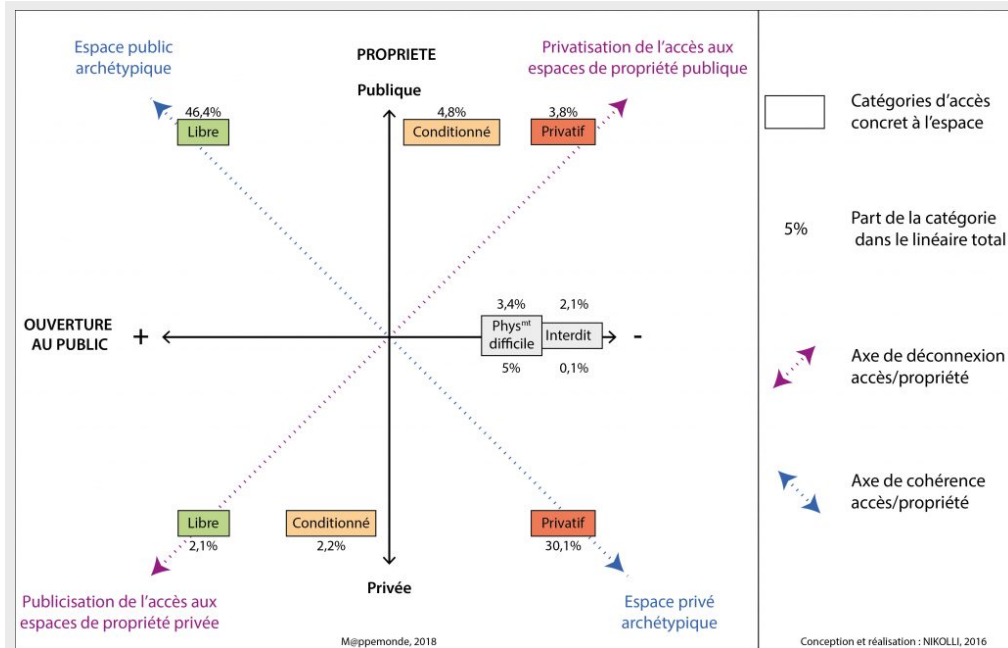 Espace public
archétypique
PROPRIETE
Publique
Privatisation de l'accès aux
espaces de propriété publique
46,4%
Libre
4,8%
Conditionné
3,8%
Privatif
OUVERTURE
AU PUBLIC
+
3,4%
Physmt
difficile
5%
2,1%
Interdit
0,1%
-
Libre
2,1%
Conditionné
2,2%
Privatif
30,1%
Publicisation de l'accès aux
espaces de propriété privée
Privée
Espace privé
archétypique
M@ppemonde, 2018
Catégories d'accès
concret à l'espace
5%
Part de la catégorie
dans le linéaire total
Axe de déconnexion
accès/propriété
Axe de cohérence
accès/propriété
Conception et réalisation : NIKOLLI, 2016